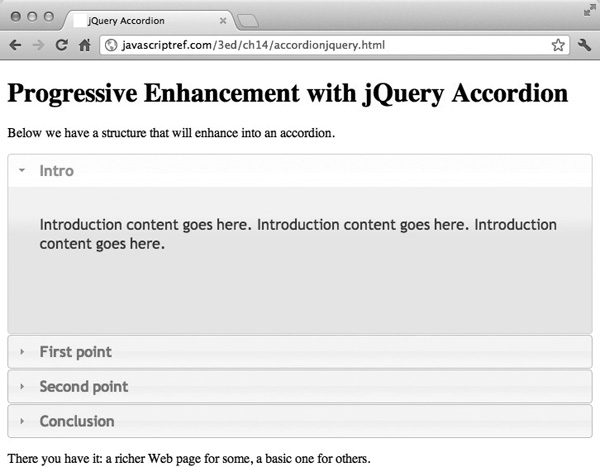 jQuery Accordion
javascriptref.com/3ed/ch14/accordionjquery.html
Progressive Enhancement with jQuery Accordion
Below we have a structure that will enhance into an accordion.
Intro
Introduction content goes here. Introduction content goes here. Introduction
content goes here.
First point
Second point
Conclusion
There you have it: a richer Web page for some, a basic one for others.